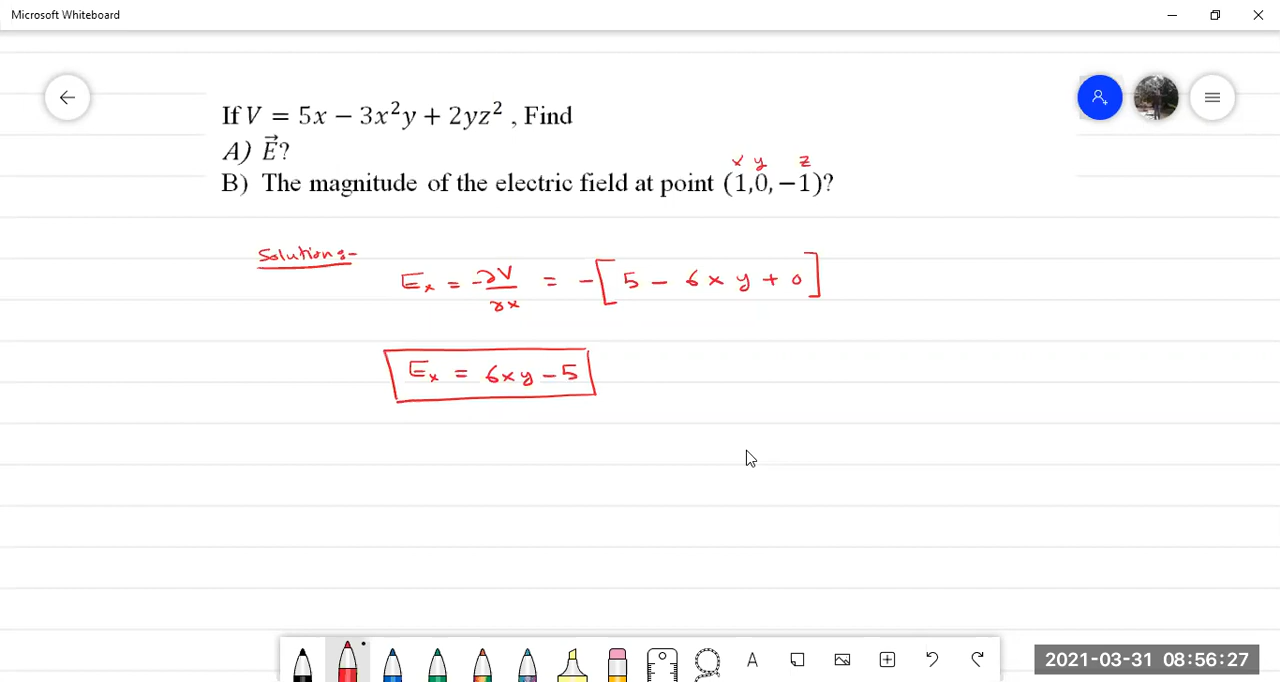 Microsoft Whiteboard
If V = 5x − 3x²y + 2yz² , Find
A) E⃗?
x y z
B) The magnitude of the electric field at point (1,0,−1)?
Solution:-
Eₓ = -∂V/∂x = -[5 - 6xy + 0]
Eₓ = 6xy - 5
A
2021-03-31 08:56:27